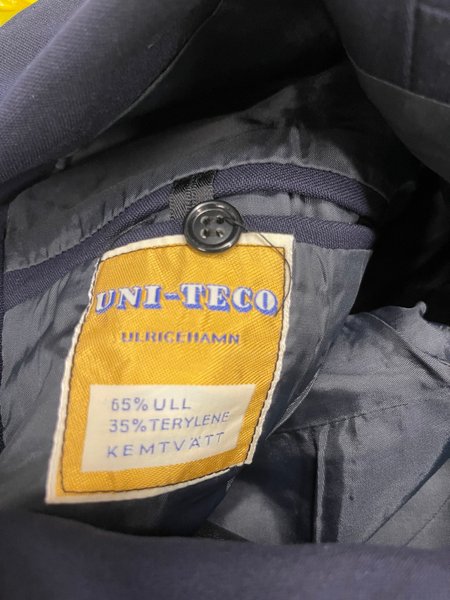 UNI-TECO
ULRICEHAMN
65% ULL
35% TERYLENE
KEMTVÄTT